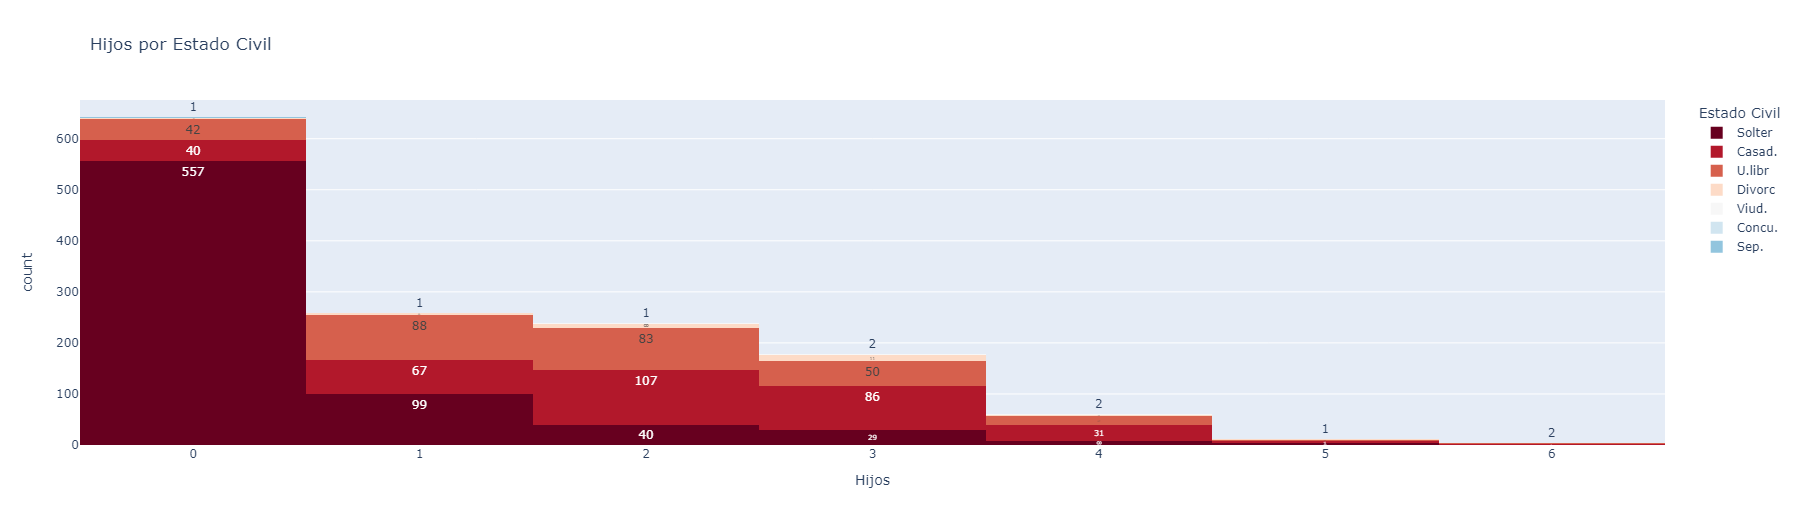 Hijos por Estado Civil
Estado Civil
Solter
Casad.
U.libr
Divorc
Viud.
Concu.
Sep.
count
600
500
400
300
200
100
0
1
42
40
557
1
88
67
99
1
83
107
40
2
50
86
29
2
31
1
2
0 1 2 3 4 5 6
Hijos